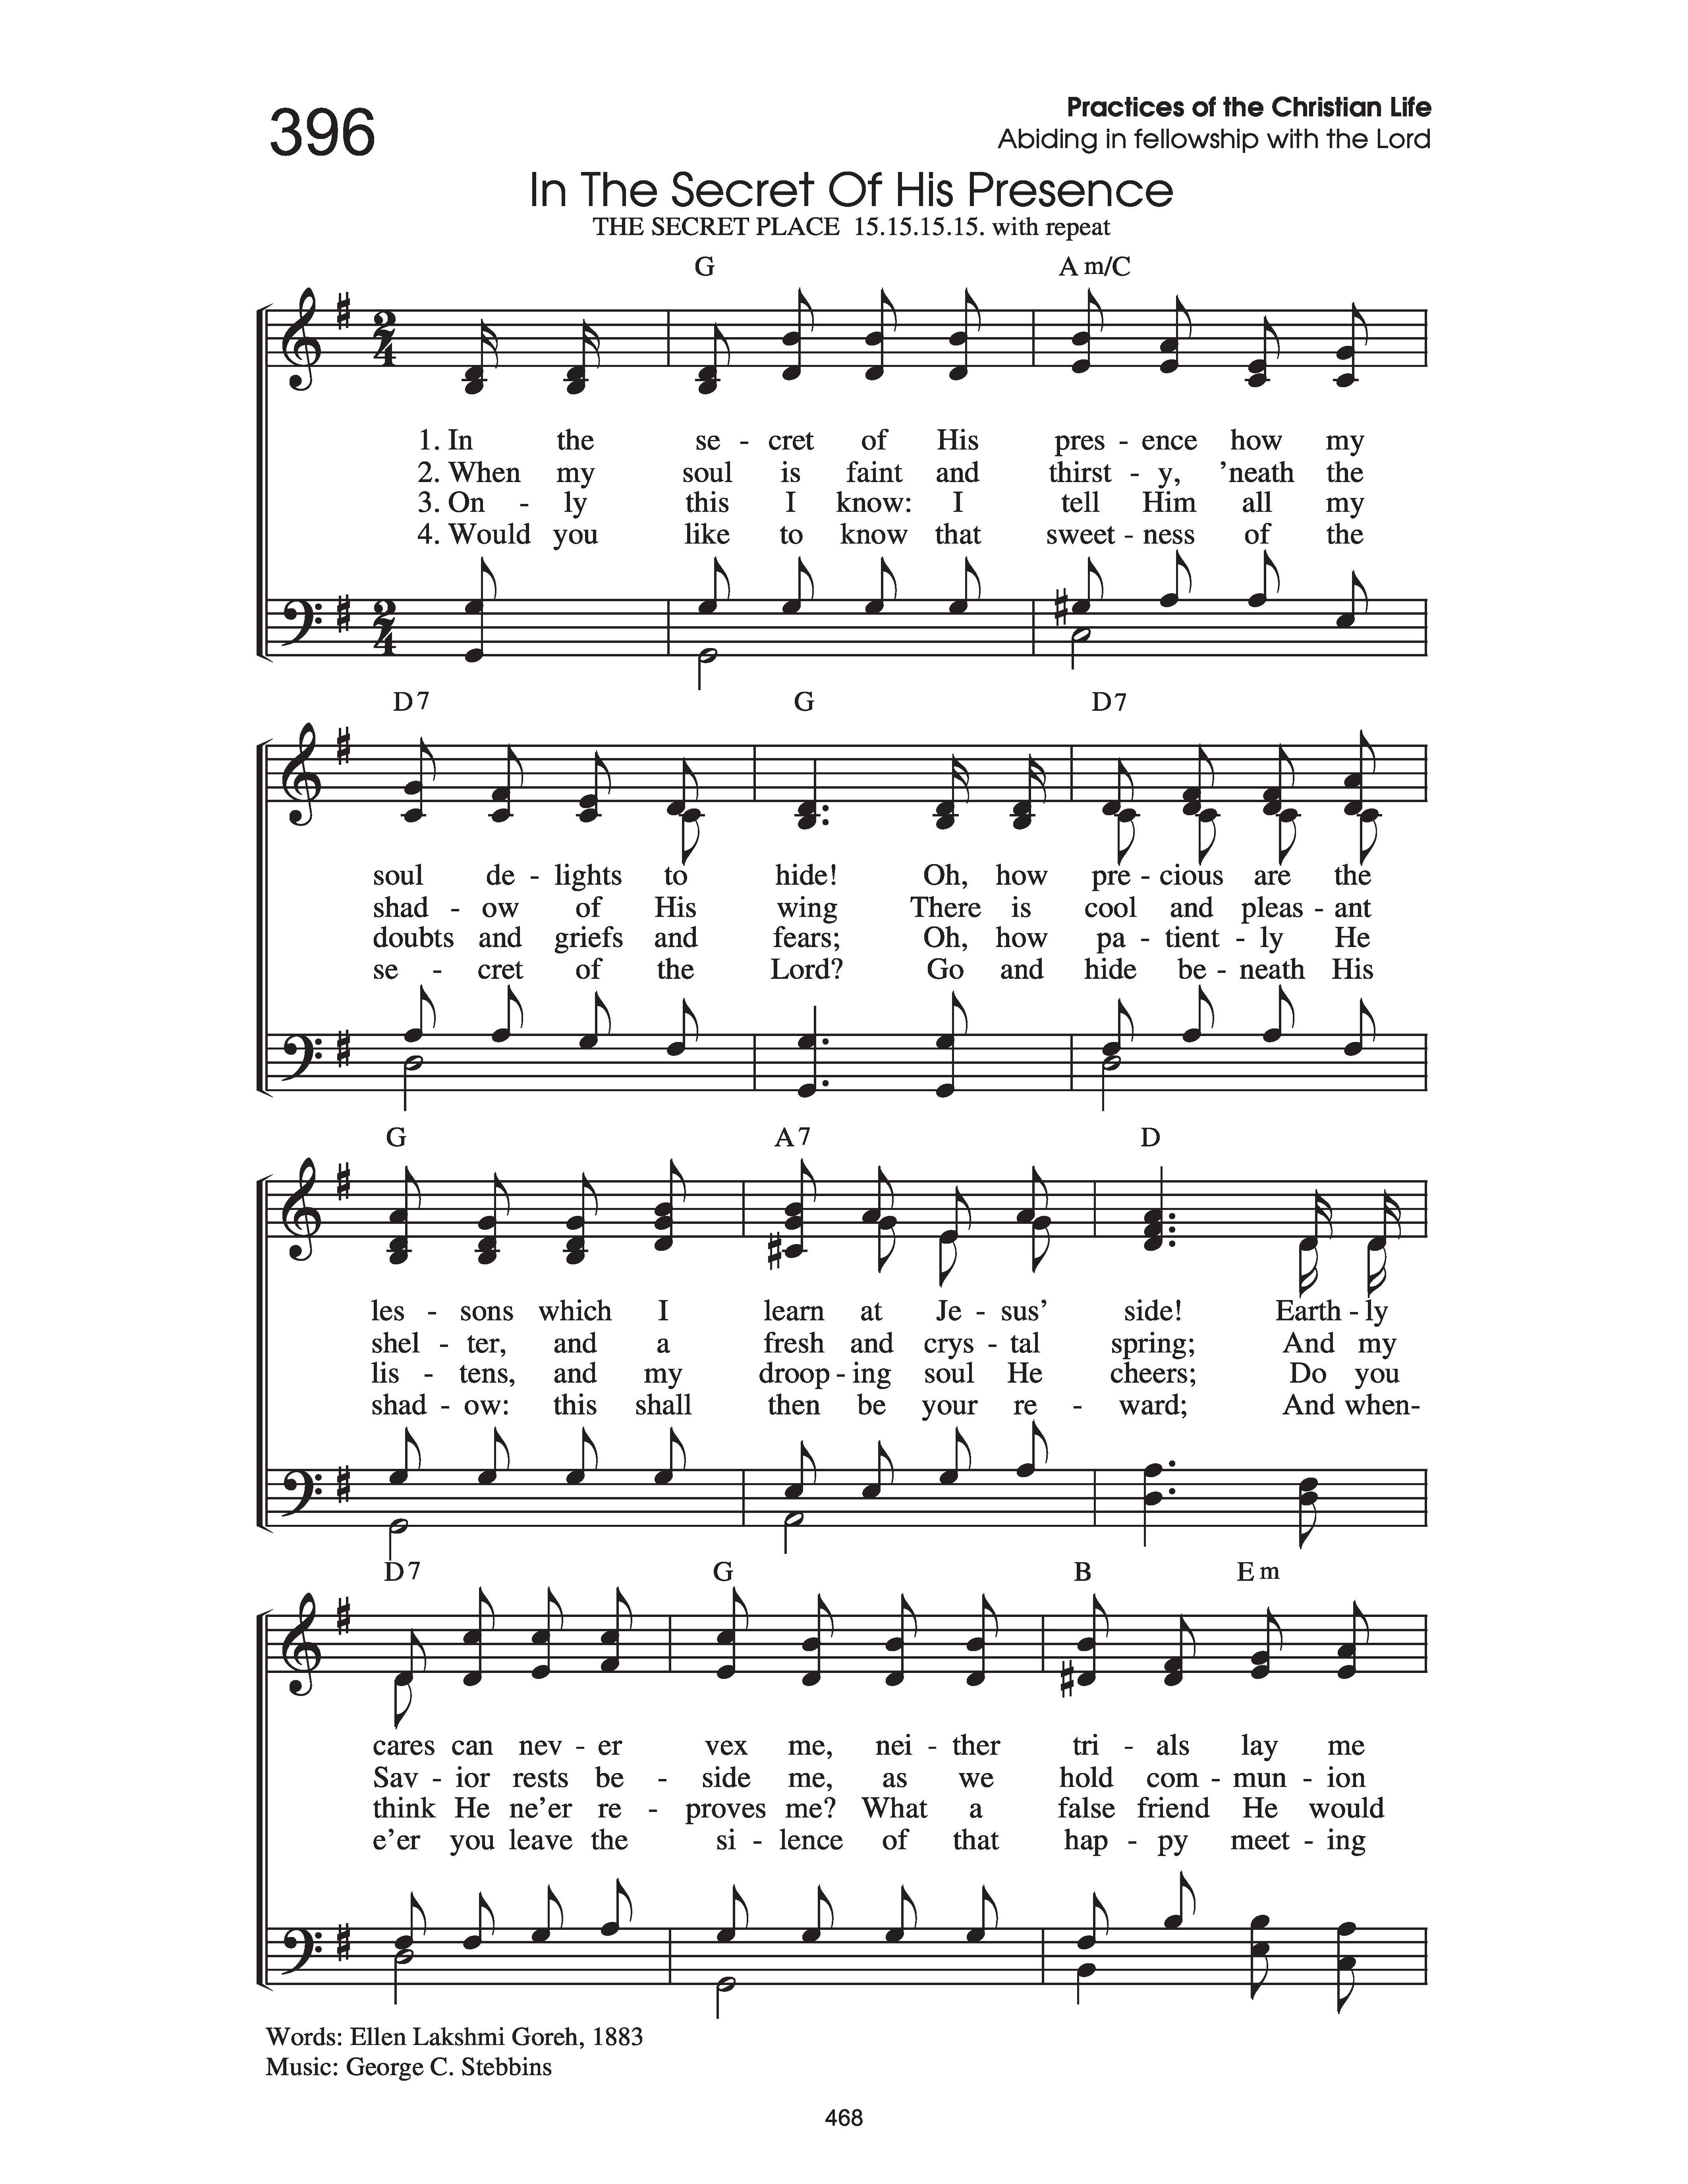 396
Practices of the Christian Life
Abiding in fellowship with the Lord
In The Secret Of His Presence
THE SECRET PLACE 15.15.15.15. with repeat
G Am/C
2 4
1. In the se - cret of His pres - ence how my
2. When my soul is faint and thirst - y, ’neath the
3. On - ly this I know: I tell Him all my
4. Would you like to know that sweet - ness of the
2 4
D7 G D7
soul de - lights to hide! Oh, how pre - cious are the
shad - ow of His wing There is cool and pleas - ant
doubts and griefs and fears; Oh, how pa - tient - ly He
se - cret of the Lord? Go and hide be - neath His
G A7 D
les - sons which I learn at Je - sus’ side! Earth - ly
shel - ter, and a fresh and crys - tal spring; And my
lis - tens, and my droop - ing soul He cheers; Do you
shad - ow: this shall then be your re - ward; And when-
D7 G B Em
cares can nev - er vex me, nei - ther tri - als lay me
Sav - ior rests be - side me, as we hold com - mun - ion
think He ne’er re - proves me? What a false friend He would
e’er you leave the si - lence of that hap - py meet - ing
Words: Ellen Lakshmi Goreh, 1883
Music: George C. Stebbins
468